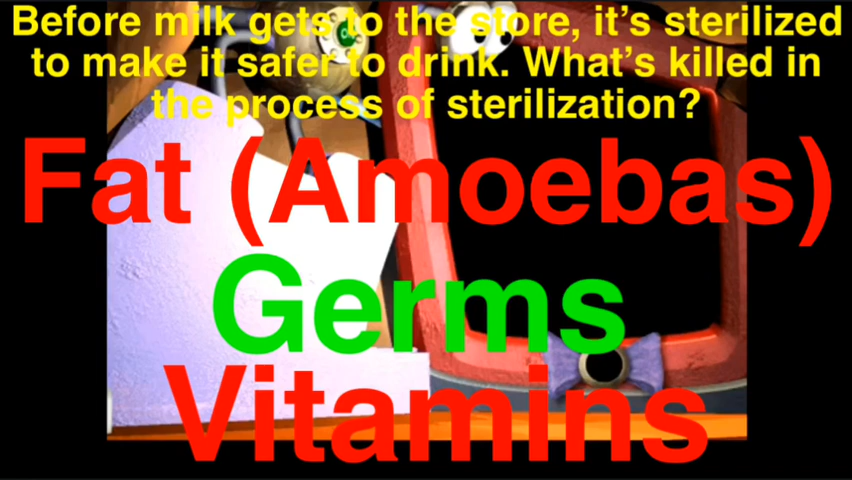 Before milk gets to the store, it's sterilized
to make it safer to drink. What's killed in
the process of sterilization?
Fat (Amoebas)
Germs
Vitamins